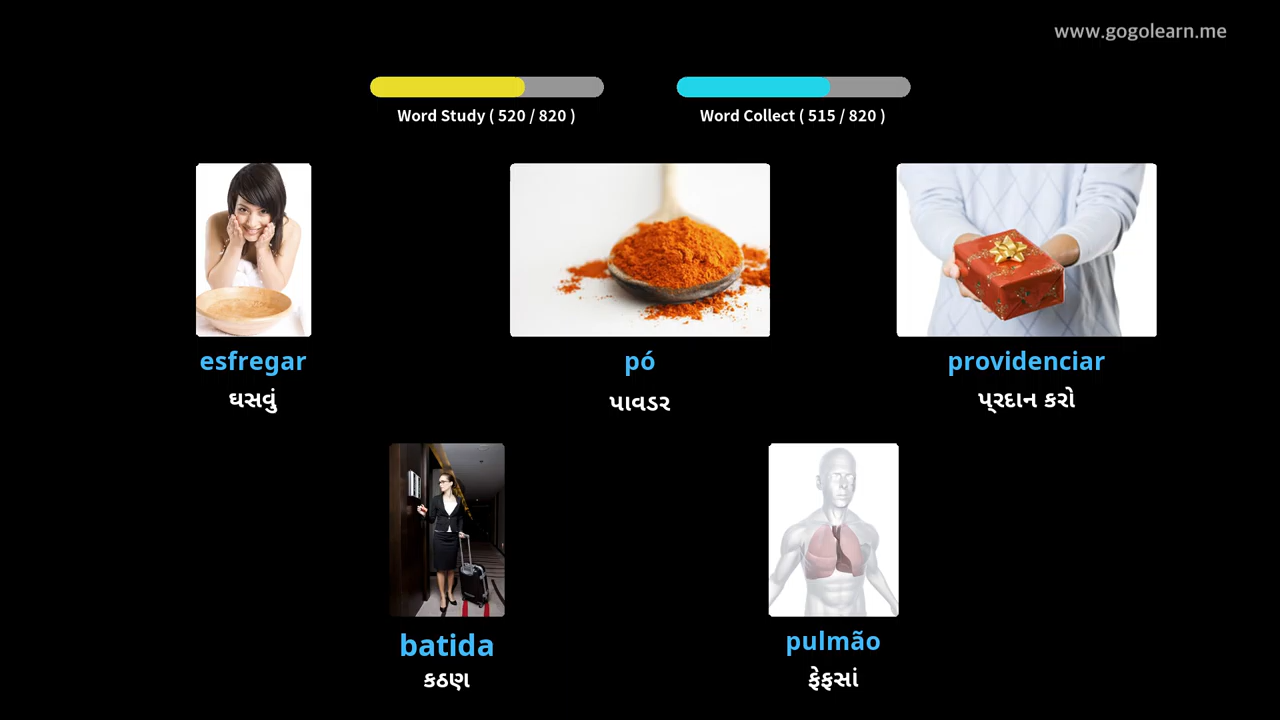 www.gogolearn.me
Word Study ( 520 / 820 )
Word Collect ( 515 / 820 )
esfregar
ઘસવું
pó
પાવડર
providenciar
પ્રદાન કરો
batida
કઠણ
pulmão
ફેફસાં